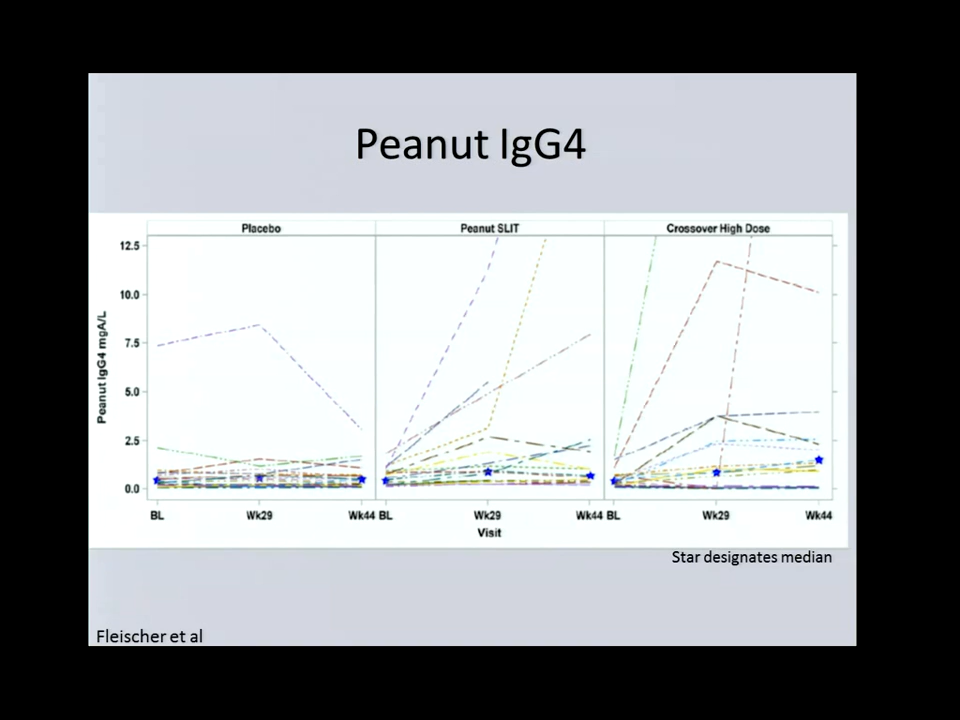 Peanut IgG4
Placebo Peanut SLIT Crossover High Dose
12.5
10.0
7.5
5.0
2.5
0.0
Peanut IgG4 mgA/L
BL Wk29 Wk44 BL Wk29 Wk44 BL Wk29 Wk44
Visit
Star designates median
Fleischer et al